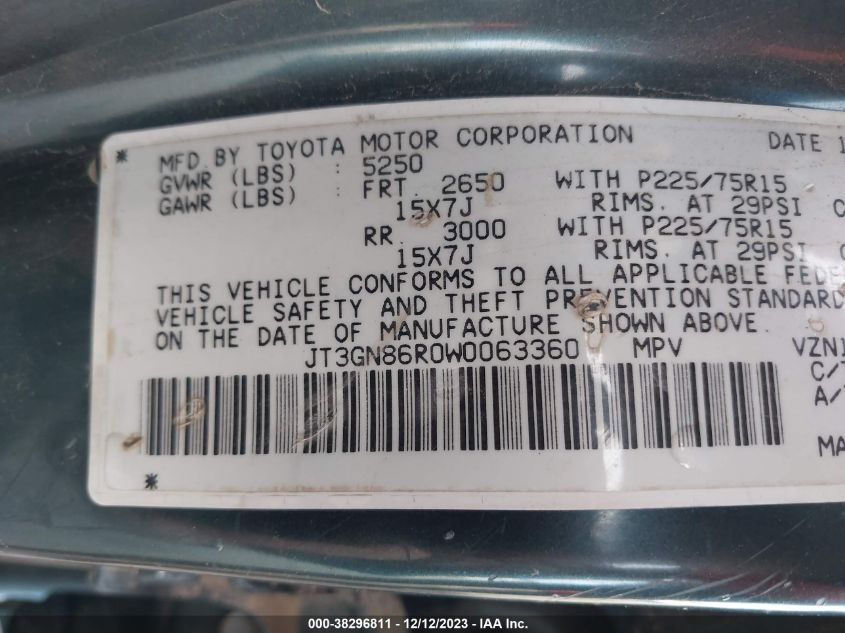 * MFD. BY TOYOTA MOTOR CORPORATION DATE 1
GVWR (LBS) : 5250
GAWR (LBS) : FRT. 2650 WITH P225/75R15
15X7J RIMS. AT 29PSI C
RR. 3000 WITH P225/75R15
15X7J RIMS. AT 29PSI
THIS VEHICLE CONFORMS TO ALL APPLICABLE FEDE
VEHICLE SAFETY AND THEFT PREVENTION STANDARD
ON THE DATE OF MANUFACTURE SHOWN ABOVE.
JT3GN86R0W0063360 MPV VZN
C/T
A/
MA
*
000-38296811 - 12/12/2023 - IAA Inc.